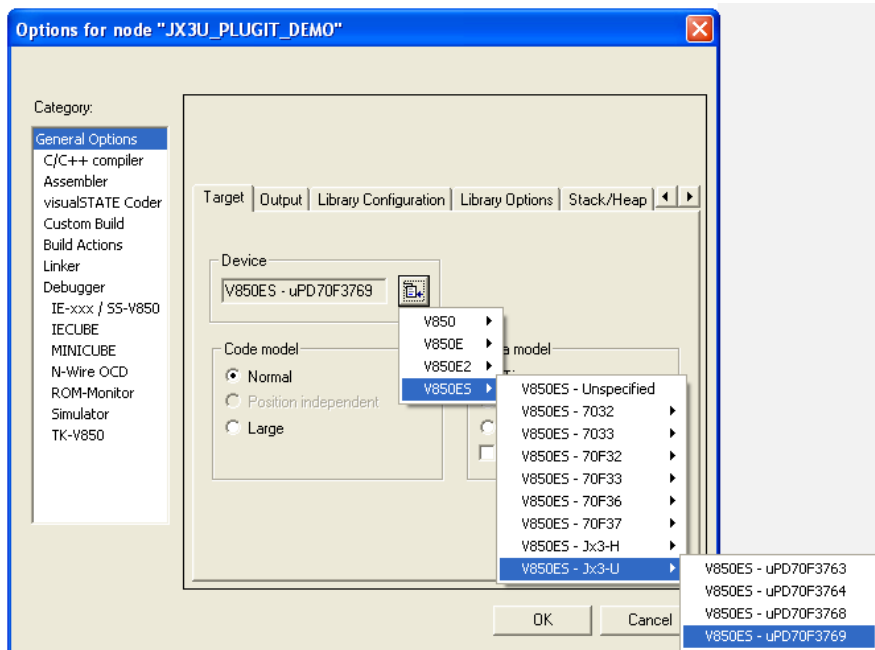 Options for node "JX3U_PLUGIT_DEMO"
Category:
General Options
C/C++ compiler
Assembler
visualSTATE Coder
Custom Build
Build Actions
Linker
Debugger
IE-xxx / SS-V850
IECUBE
MINICUBE
N-Wire OCD
ROM-Monitor
Simulator
TK-V850
Target
Output
Library Configuration
Library Options
Stack/Heap
Device
V850ES - uPD70F3769
Code model
Normal
Position independent
Large
a model
V850
V850E
V850E2
V850ES
V850ES - Unspecified
V850ES - 7032
V850ES - 7033
V850ES - 70F32
V850ES - 70F33
V850ES - 70F36
V850ES - 70F37
V850ES - Jx3-H
V850ES - Jx3-U
V850ES - uPD70F3763
V850ES - uPD70F3764
V850ES - uPD70F3768
V850ES - uPD70F3769
OK
Cancel